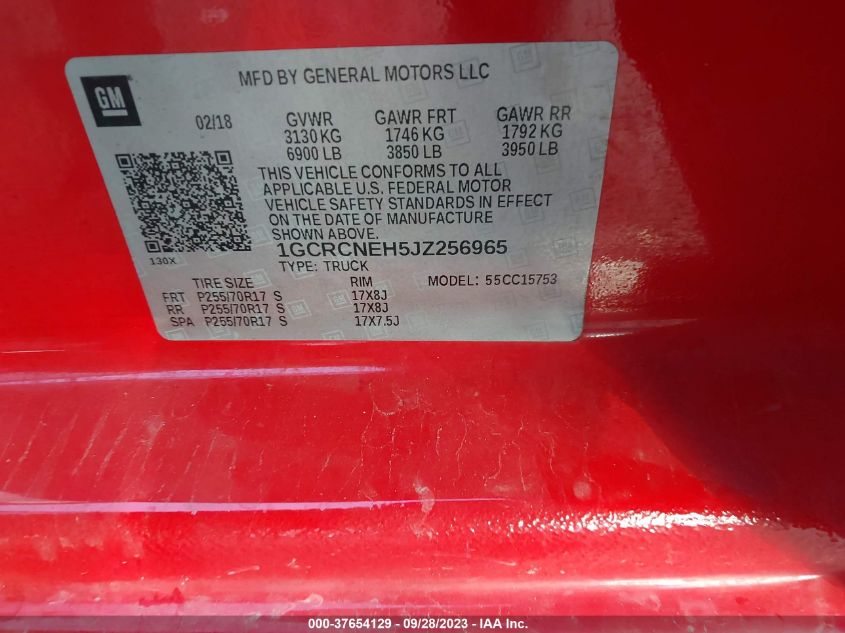 GM
MFD BY GENERAL MOTORS LLC
02/18 GVWR GAWR FRT GAWR RR
3130 KG 1746 KG 1792 KG
6900 LB 3850 LB 3950 LB
THIS VEHICLE CONFORMS TO ALL
APPLICABLE U.S. FEDERAL MOTOR
VEHICLE SAFETY STANDARDS IN EFFECT
ON THE DATE OF MANUFACTURE
SHOWN ABOVE.
130X
1GCRCNEH5JZ256965
TYPE: TRUCK MODEL: 55CC15753
TIRE SIZE RIM
FRT P255/70R17 S 17X8J
RR P255/70R17 S 17X8J
SPA P255/70R17 S 17X7.5J
000-37654129 - 09/28/2023 - IAA Inc.